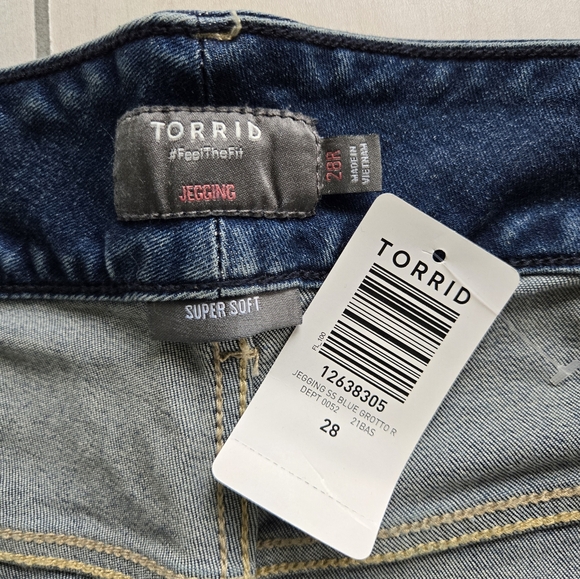 TORRID
#FeelTheFit
JEGGING
28R
MADE IN
VIETNAM
SUPER SOFT
TORRID
FL_100
12638305
JEGGING SS BLUE GROTTO R
DEPT 0052 21BAS
28